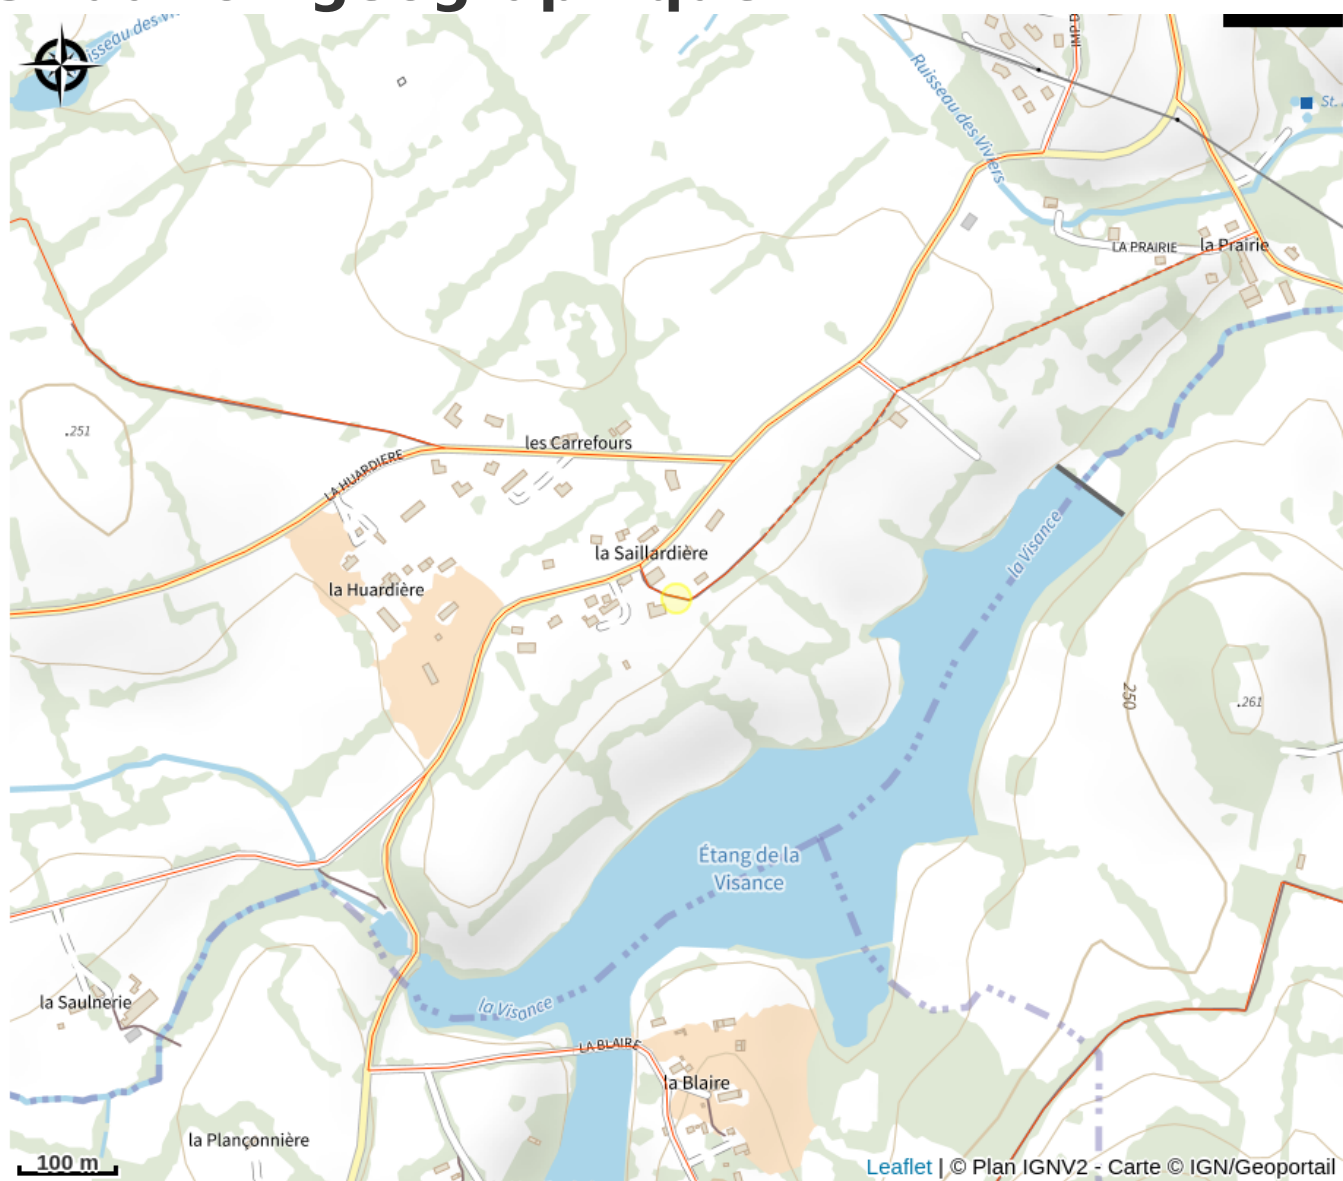 Ruisseau des Viviers
St.
LA PRAIRIE
la Prairie
.251
les Carrefours
LA HUARDIERE
la Visance
la Saillardière
la Huardière
250
.261
Étang de la
Visance
la Saulnerie
la Visance
LA BLAIRE
la Blaire
la Plançonnière
100 m
Leaflet | © Plan IGNV2 - Carte © IGN/Geoportail